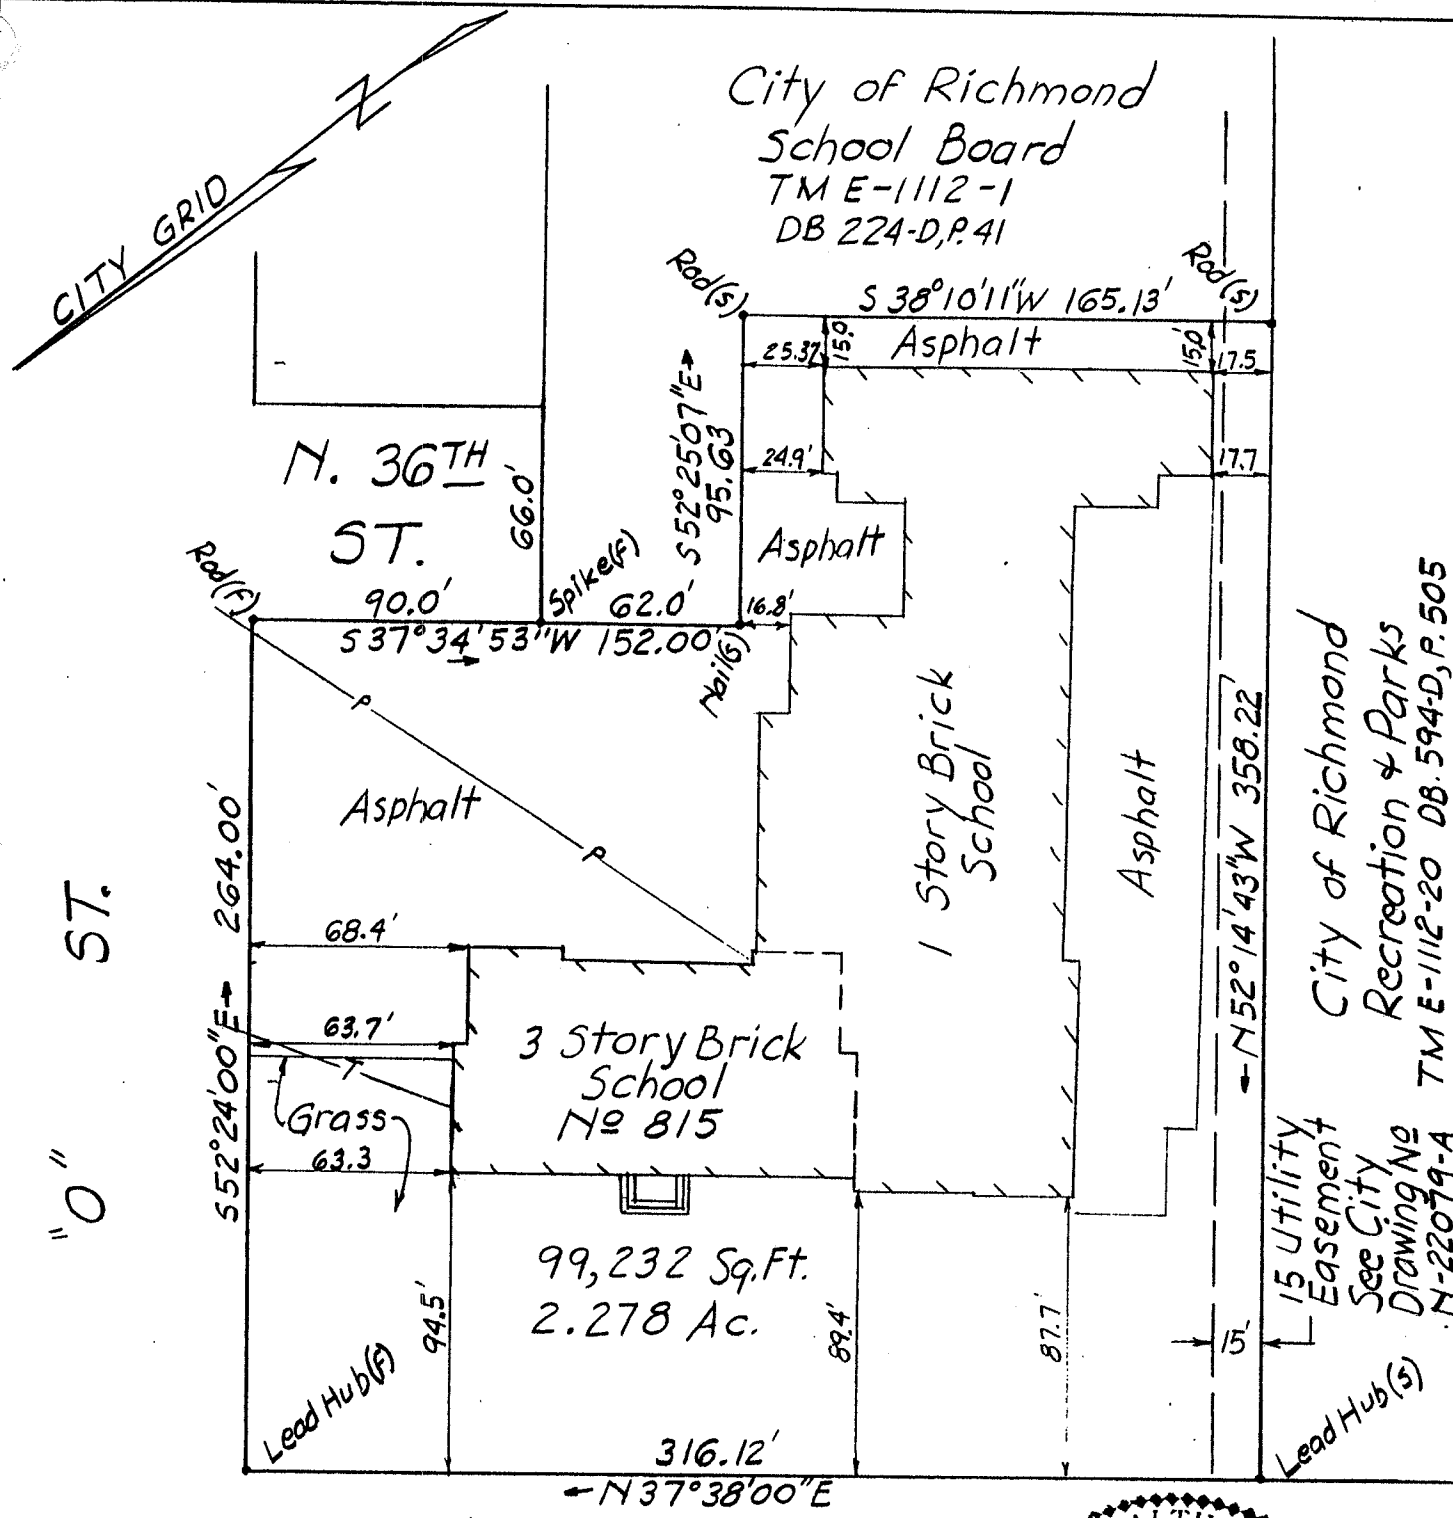 City of Richmond
School Board
TM E-1112-1
DB 224-D, P. 41
CITY GRID
N
Rod(s)
Rod(s)
S 38°10'11"W 165.13'
Asphalt
15.0
15.0'
25.37
17.5
24.9'
17.7
S52°25'07"E
95.63
N. 36TH
ST.
66.0'
Asphalt
Rod(F)
90.0'
Spike(F)
62.0'
16.8'
S37°34'53"W 152.00'
P
P
Asphalt
1 Story Brick
School
Asphalt
N52°14'43"W 358.22
City of Richmond
Recreation & Parks
TM E-1112-20 DB. 594-D, P. 505
"O" ST.
S52°24'00"E 264.00'
68.4'
63.7'
T
Grass
63.3
3 Story Brick
School
Nº 815
99,232 Sq.Ft.
2.278 Ac.
94.5'
89.4'
87.7'
15'
15' Utility
Easement
See City
Drawing Nº
N-22079-A
Lead Hub(F)
Lead Hub(s)
316.12'
N37°38'00"E